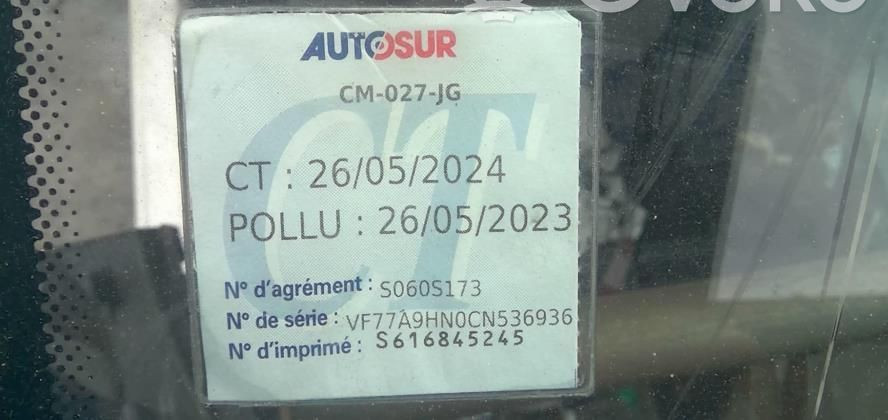 AUTOSUR
CM-027-JG
CT : 26/05/2024
POLLU : 26/05/2023
N° d'agrément : S060S173
N° de série : VF77A9HN0CN536936
N° d'imprimé : S616845245
CT